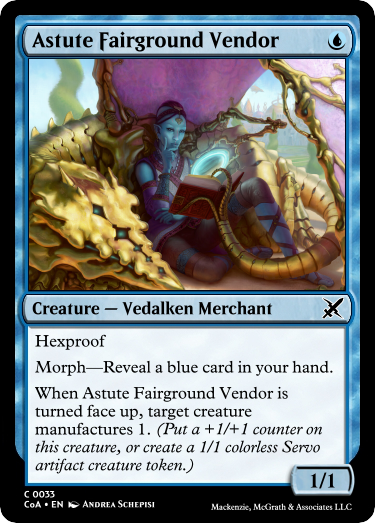 Astute Fairground Vendor
Creature — Vedalken Merchant
Hexproof
Morph—Reveal a blue card in your hand.
When Astute Fairground Vendor is
turned face up, target creature
manufactures 1. (Put a +1/+1 counter on
this creature, or create a 1/1 colorless Servo
artifact creature token.)
1/1
C 0033
CoA • EN Andrea Schepisi
Mackenzie, McGrath & Associates LLC